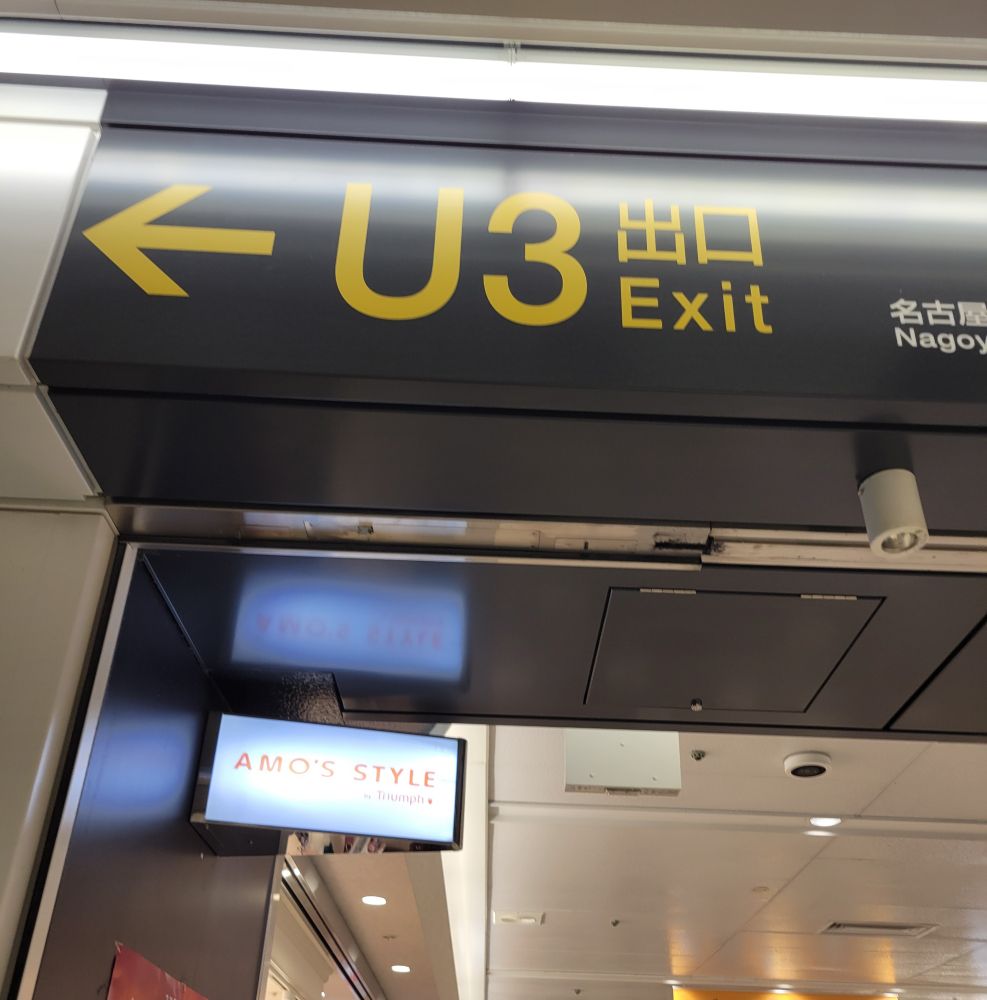 ← U3 出口
Exit
名古屋
Nagoy
AMO'S STYLE
by Triumph